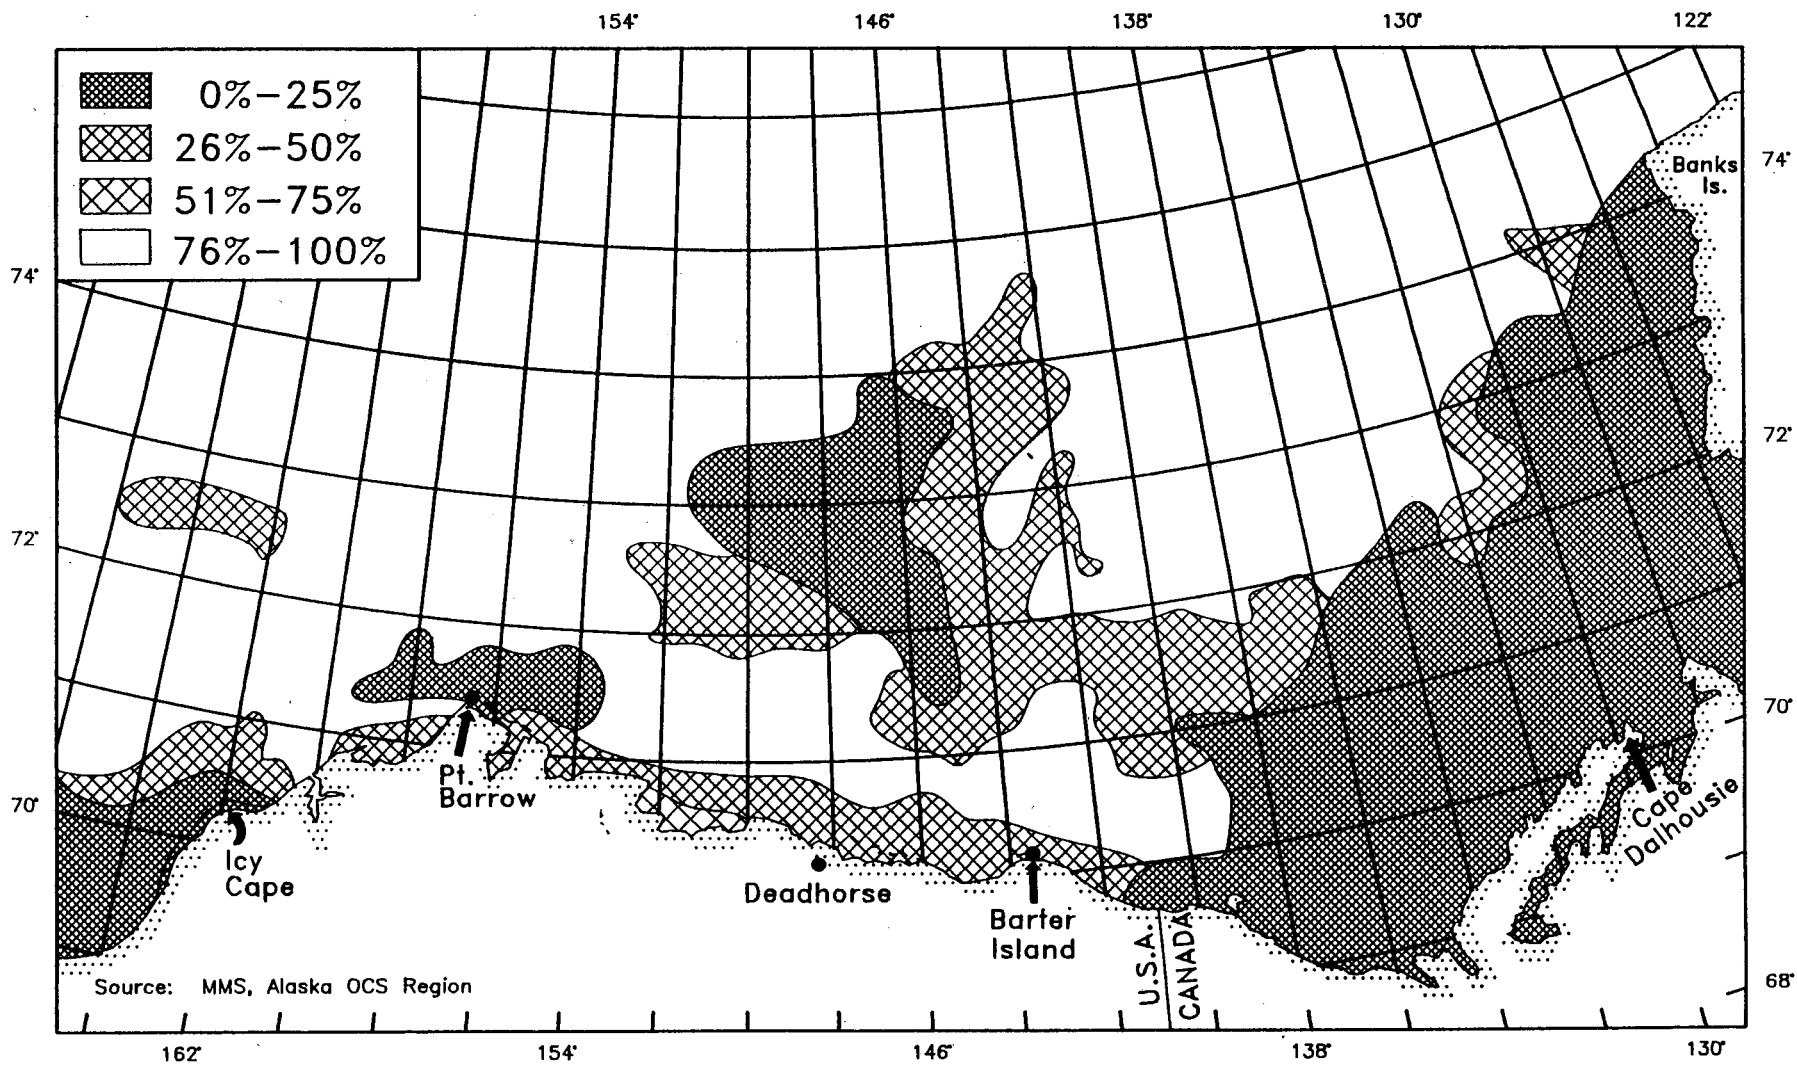 154° 146° 138° 130° 122°
0%-25%
26%-50%
51%-75%
76%-100%
Banks
Is.
74°
74°
72°
72°
70°
70°
Pt.
Barrow
Icy
Cape
Deadhorse
Barter
Island
Cape
Dalhousie
U.S.A.
CANADA
68°
Source: MMS, Alaska OCS Region
162° 154° 146° 138° 130°